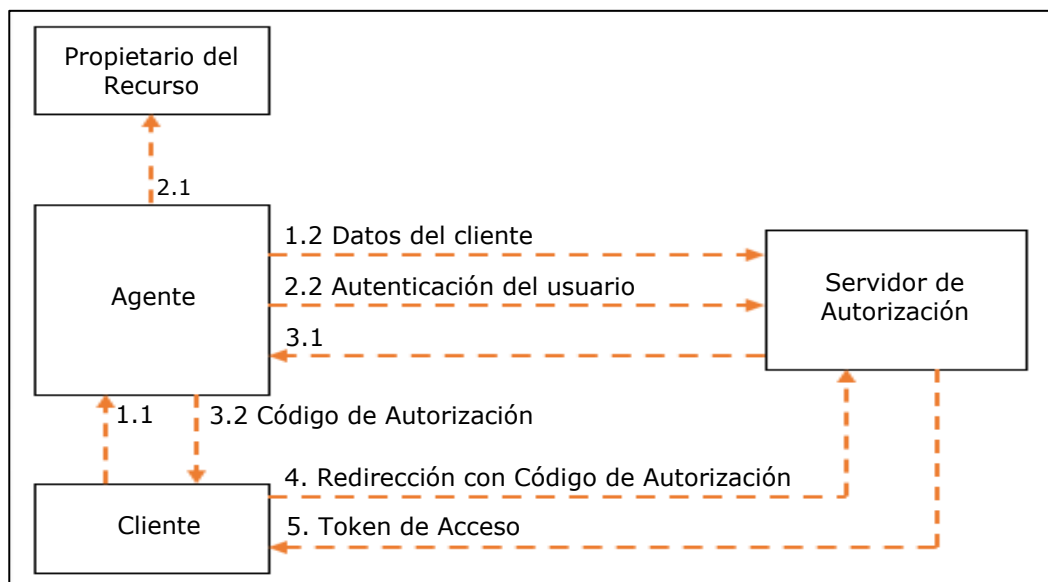 Propietario del
Recurso
2.1
1.2 Datos del cliente
2.2 Autenticación del usuario
Agente
Servidor de
Autorización
3.1
1.1
3.2 Código de Autorización
4. Redirección con Código de Autorización
Cliente
5. Token de Acceso